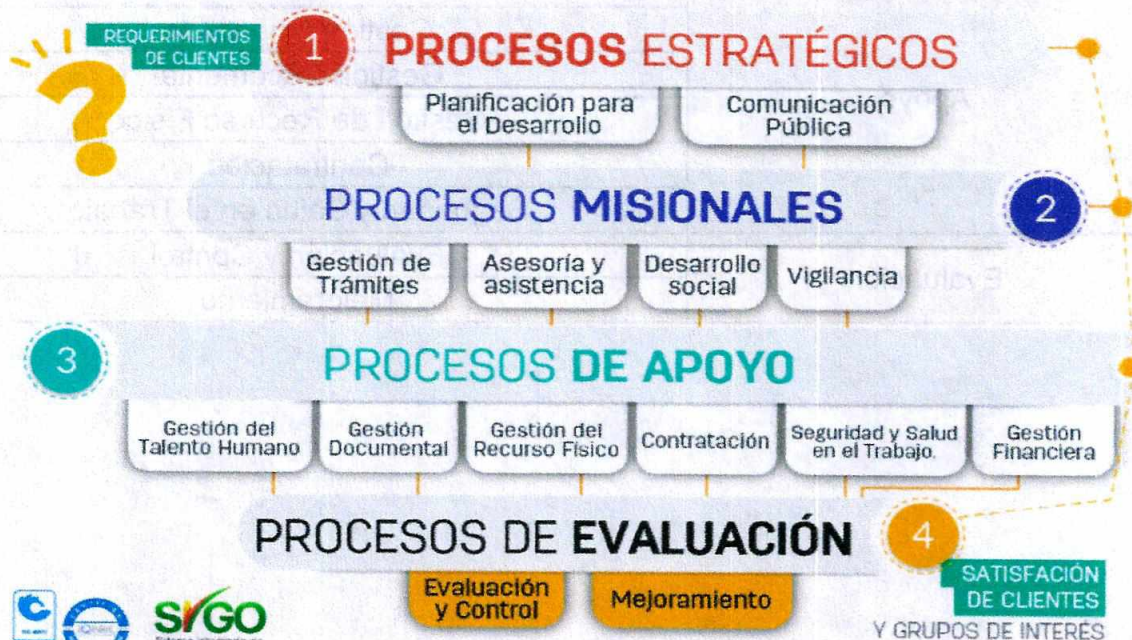 REQUERIMIENTOS
DE CLIENTES
1
PROCESOS ESTRATÉGICOS
Planificación para
el Desarrollo
Comunicación
Pública
PROCESOS MISIONALES
2
Gestión de
Trámites
Asesoría y
asistencia
Desarrollo
social
Vigilancia
3
PROCESOS DE APOYO
Gestión del
Talento Humano
Gestión
Documental
Gestión del
Recurso Físico
Contratación
Seguridad y Salud
en el Trabajo.
Gestión
Financiera
PROCESOS DE EVALUACIÓN
4
Evaluación
y Control
Mejoramiento
SATISFACCIÓN
DE CLIENTES
Y GRUPOS DE INTERÉS
SYGO